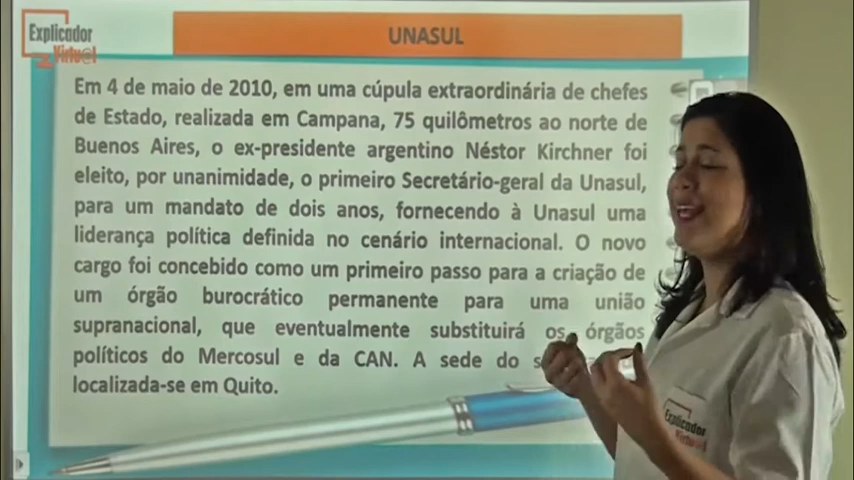 Explicador
Virtu@l
UNASUL
Em 4 de maio de 2010, em uma cúpula extraordinária de chefes
de Estado, realizada em Campana, 75 quilômetros ao norte de
Buenos Aires, o ex-presidente argentino Néstor Kirchner foi
eleito, por unanimidade, o primeiro Secretário-geral da Unasul,
para um mandato de dois anos, fornecendo à Unasul uma
liderança política definida no cenário internacional. O novo
cargo foi concebido como um primeiro passo para a criação de
um órgão burocrático permanente para uma união
supranacional, que eventualmente substituirá os órgãos
políticos do Mercosul e da CAN. A sede do
localizada-se em Quito.
Explicador
Virtu@l